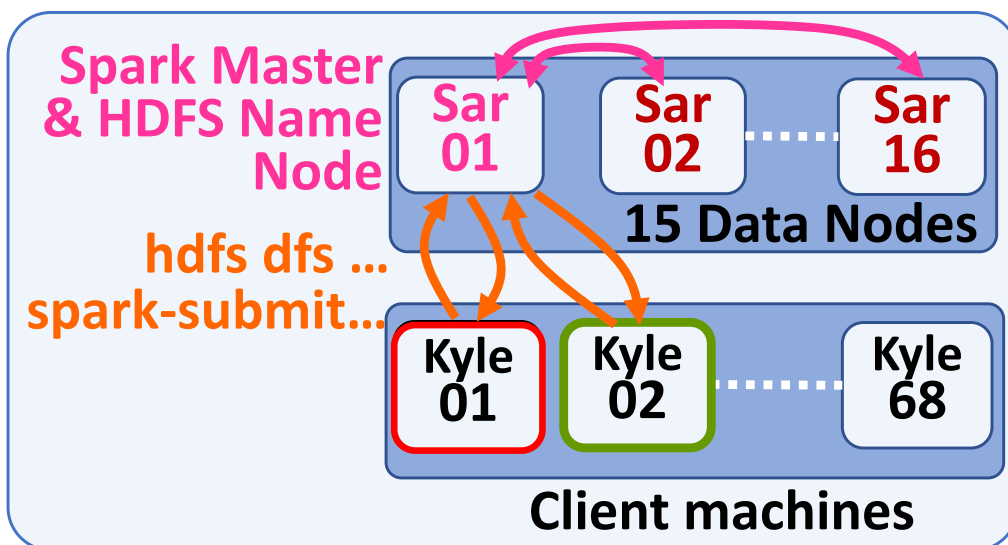 Spark Master
& HDFS Name
Node
Sar
01
Sar
02
Sar
16
15 Data Nodes
hdfs dfs …
spark-submit…
Kyle
01
Kyle
02
Kyle
68
Client machines